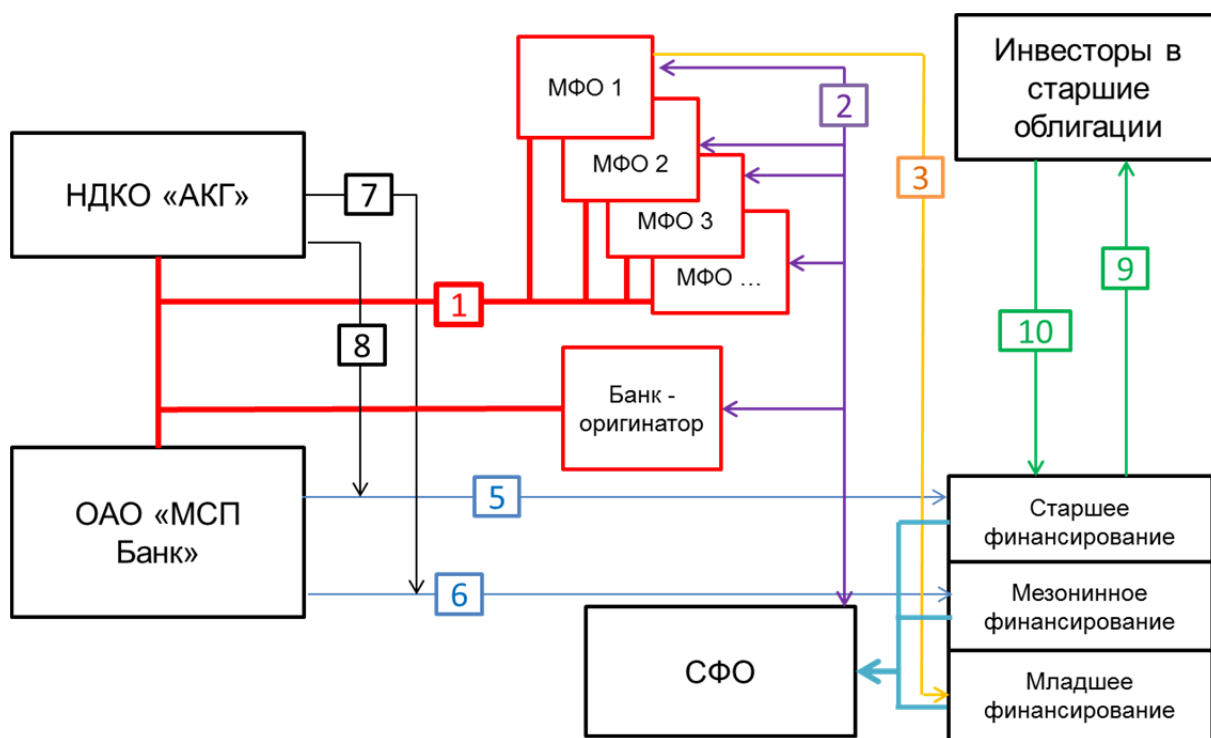 МФО 1
2
Инвесторы в
старшие
облигации
МФО 2
НДКО «АКГ»
7
3
МФО 3
МФО ...
9
1
10
8
Банк -
оригинатор
ОАО «МСП
Банк»
5
Старшее
финансирование
6
Мезонинное
финансирование
СФО
Младшее
финансирование